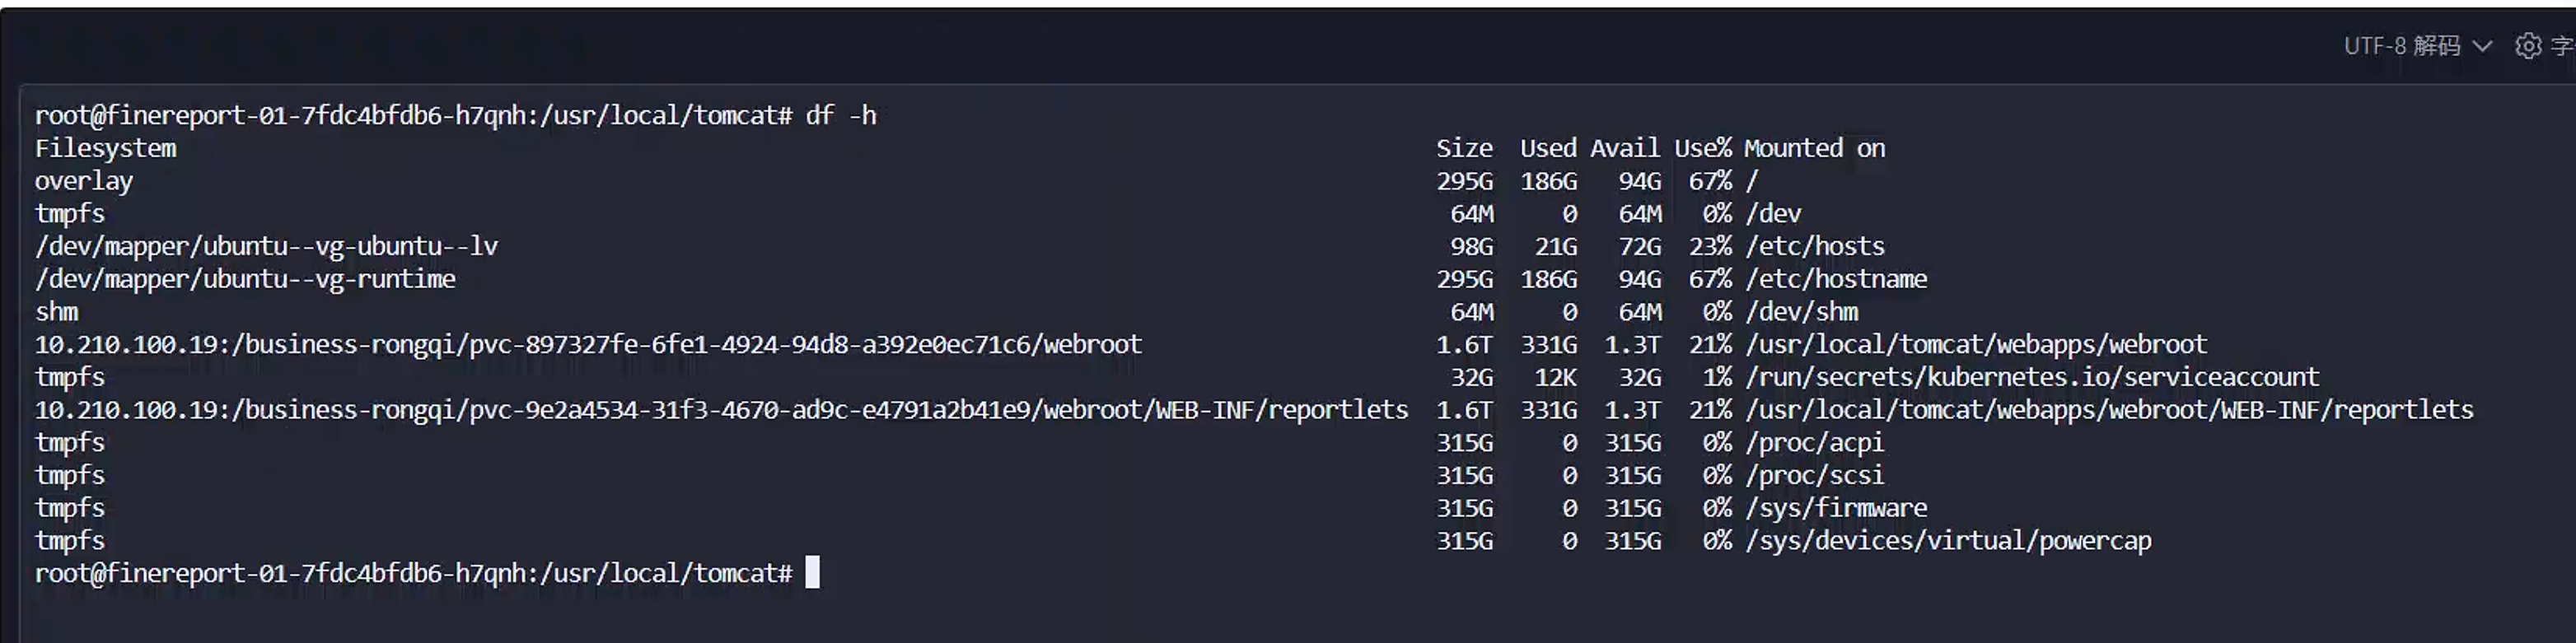 UTF-8 解码 字
root@finereport-01-7fdc4bfdb6-h7qnh:/usr/local/tomcat# df -h
Filesystem Size Used Avail Use% Mounted on
overlay 295G 186G 94G 67% /
tmpfs 64M 0 64M 0% /dev
/dev/mapper/ubuntu--vg-ubuntu--lv 98G 21G 72G 23% /etc/hosts
/dev/mapper/ubuntu--vg-runtime 295G 186G 94G 67% /etc/hostname
shm 64M 0 64M 0% /dev/shm
10.210.100.19:/business-rongqi/pvc-897327fe-6fe1-4924-94d8-a392e0ec71c6/webroot 1.6T 331G 1.3T 21% /usr/local/tomcat/webapps/webroot
tmpfs 32G 12K 32G 1% /run/secrets/kubernetes.io/serviceaccount
10.210.100.19:/business-rongqi/pvc-9e2a4534-31f3-4670-ad9c-e4791a2b41e9/webroot/WEB-INF/reportlets 1.6T 331G 1.3T 21% /usr/local/tomcat/webapps/webroot/WEB-INF/reportlets
tmpfs 315G 0 315G 0% /proc/acpi
tmpfs 315G 0 315G 0% /proc/scsi
tmpfs 315G 0 315G 0% /sys/firmware
tmpfs 315G 0 315G 0% /sys/devices/virtual/powercap
root@finereport-01-7fdc4bfdb6-h7qnh:/usr/local/tomcat#